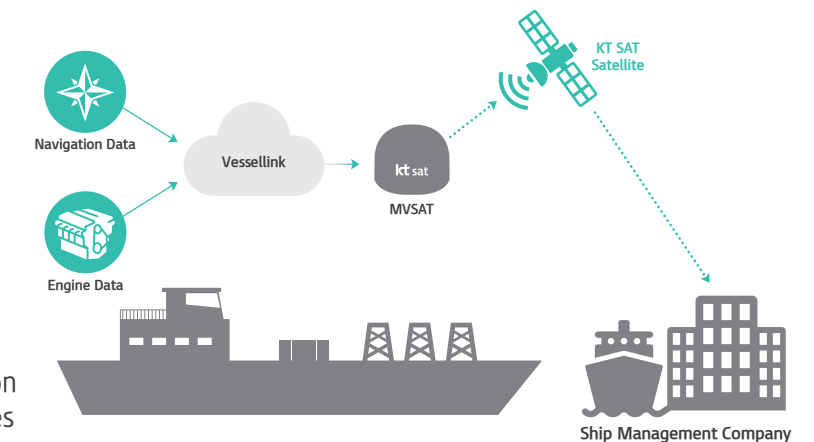 KT SAT
Satellite
Navigation Data
Vessellink
kt sat
MVSAT
Engine Data
Ship Management Company